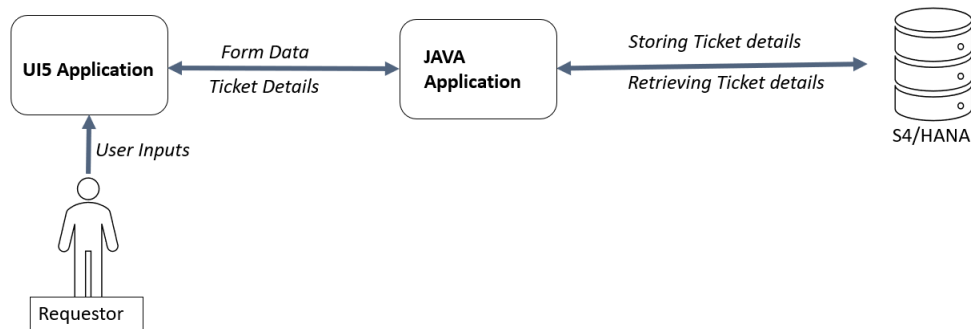 UI5 Application
Form Data
Ticket Details
JAVA
Application
Storing Ticket details
Retrieving Ticket details
S4/HANA
User Inputs
Requestor